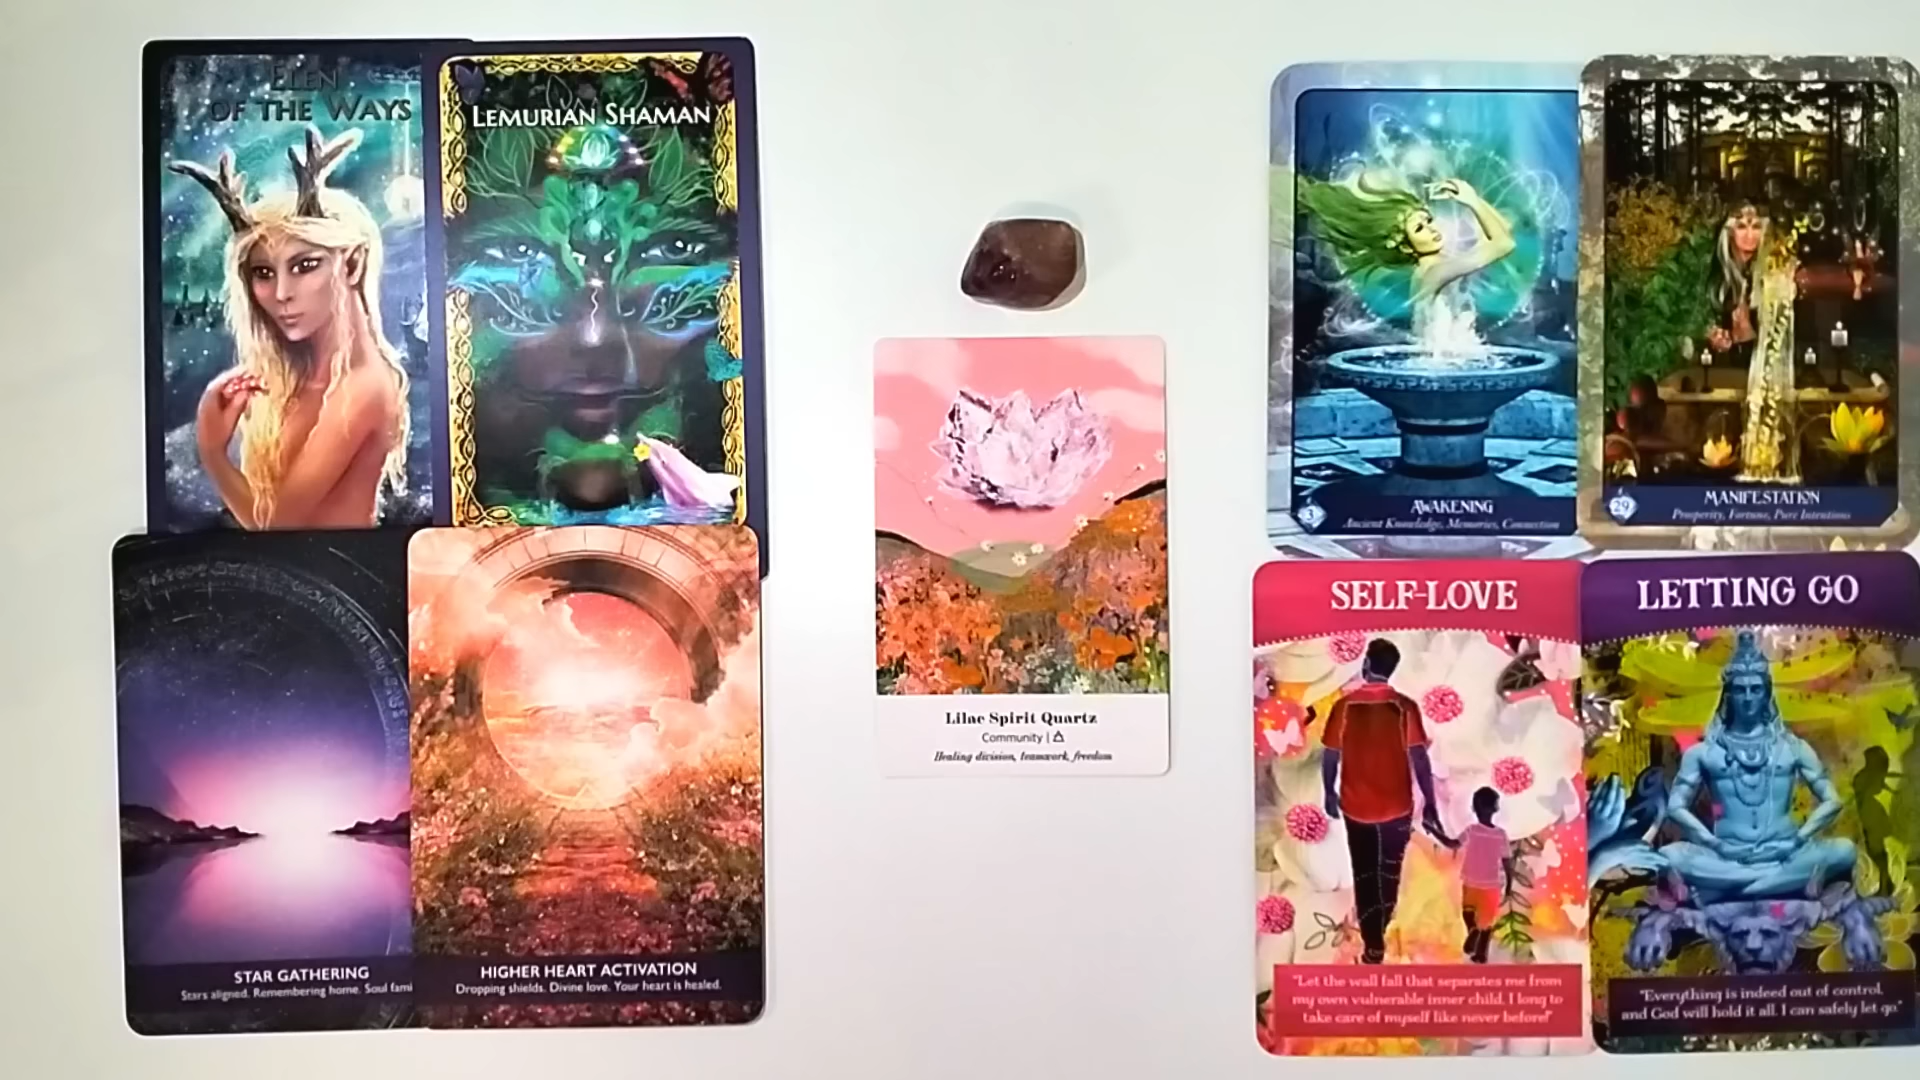 ELEN
OF THE WAYS
LEMURIAN SHAMAN
STAR GATHERING
Stars aligned. Remembering home. Soul fami
HIGHER HEART ACTIVATION
Dropping shields. Divine love. Your heart is healed.
Lilac Spirit Quartz
Community |
Healing division, teamwork, freedom
3
AWAKENING
Ancient Knowledge, Memories, Connection
29
MANIFESTATION
Prosperity, Fortune, Pure Intentions
SELF-LOVE
"Let the wall fall that separates me from
my own vulnerable inner child. I long to
take care of myself like never before!"
LETTING GO
"Everything is indeed out of control,
and God will hold it all. I can safely let go."